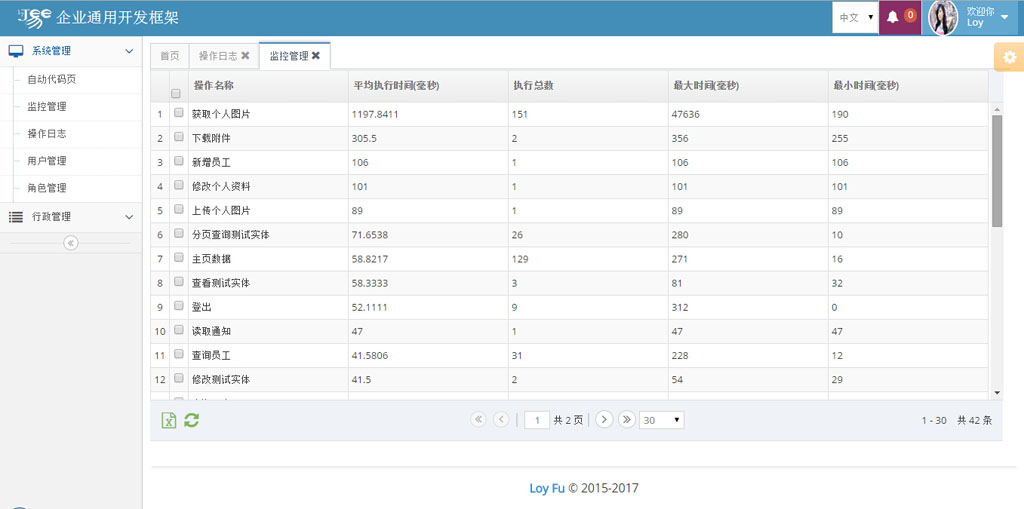 易JEE 企业通用开发框架
中文
0
欢迎你
Loy
系统管理
自动代码页
监控管理
操作日志
用户管理
角色管理
行政管理
首页 操作日志 监控管理
操作名称 平均执行时间(毫秒) 执行总数 最大时间(毫秒) 最小时间(毫秒)
1 获取个人图片 1197.8411 151 47636 190
2 下载附件 305.5 2 356 255
3 新增员工 106 1 106 106
4 修改个人资料 101 1 101 101
5 上传个人图片 89 1 89 89
6 分页查询测试实体 71.6538 26 280 10
7 主页数据 58.8217 129 271 16
8 查看测试实体 58.3333 3 81 32
9 登出 52.1111 9 312 0
10 读取通知 47 1 47 47
11 查询员工 41.5806 31 228 12
12 修改测试实体 41.5 2 54 29
1 共 2 页 30 1 - 30 共 42 条
Loy Fu © 2015-2017